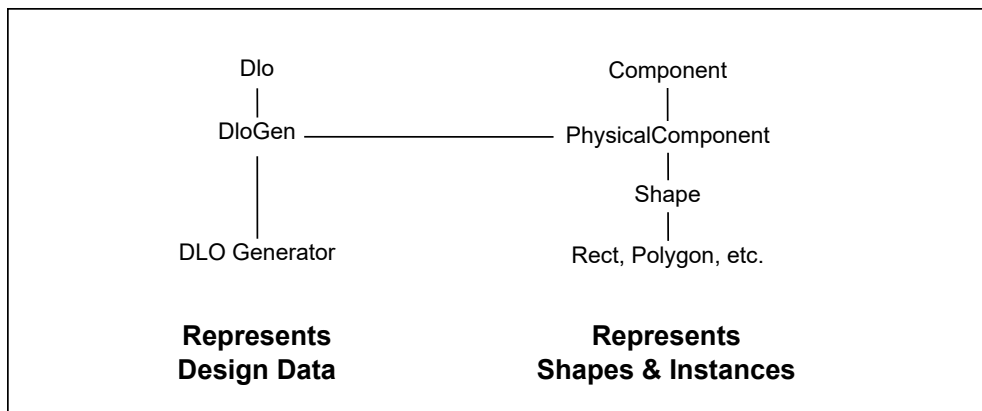 Dlo
DloGen
DLO Generator
Represents
Design Data
Component
PhysicalComponent
Shape
Rect, Polygon, etc.
Represents
Shapes & Instances